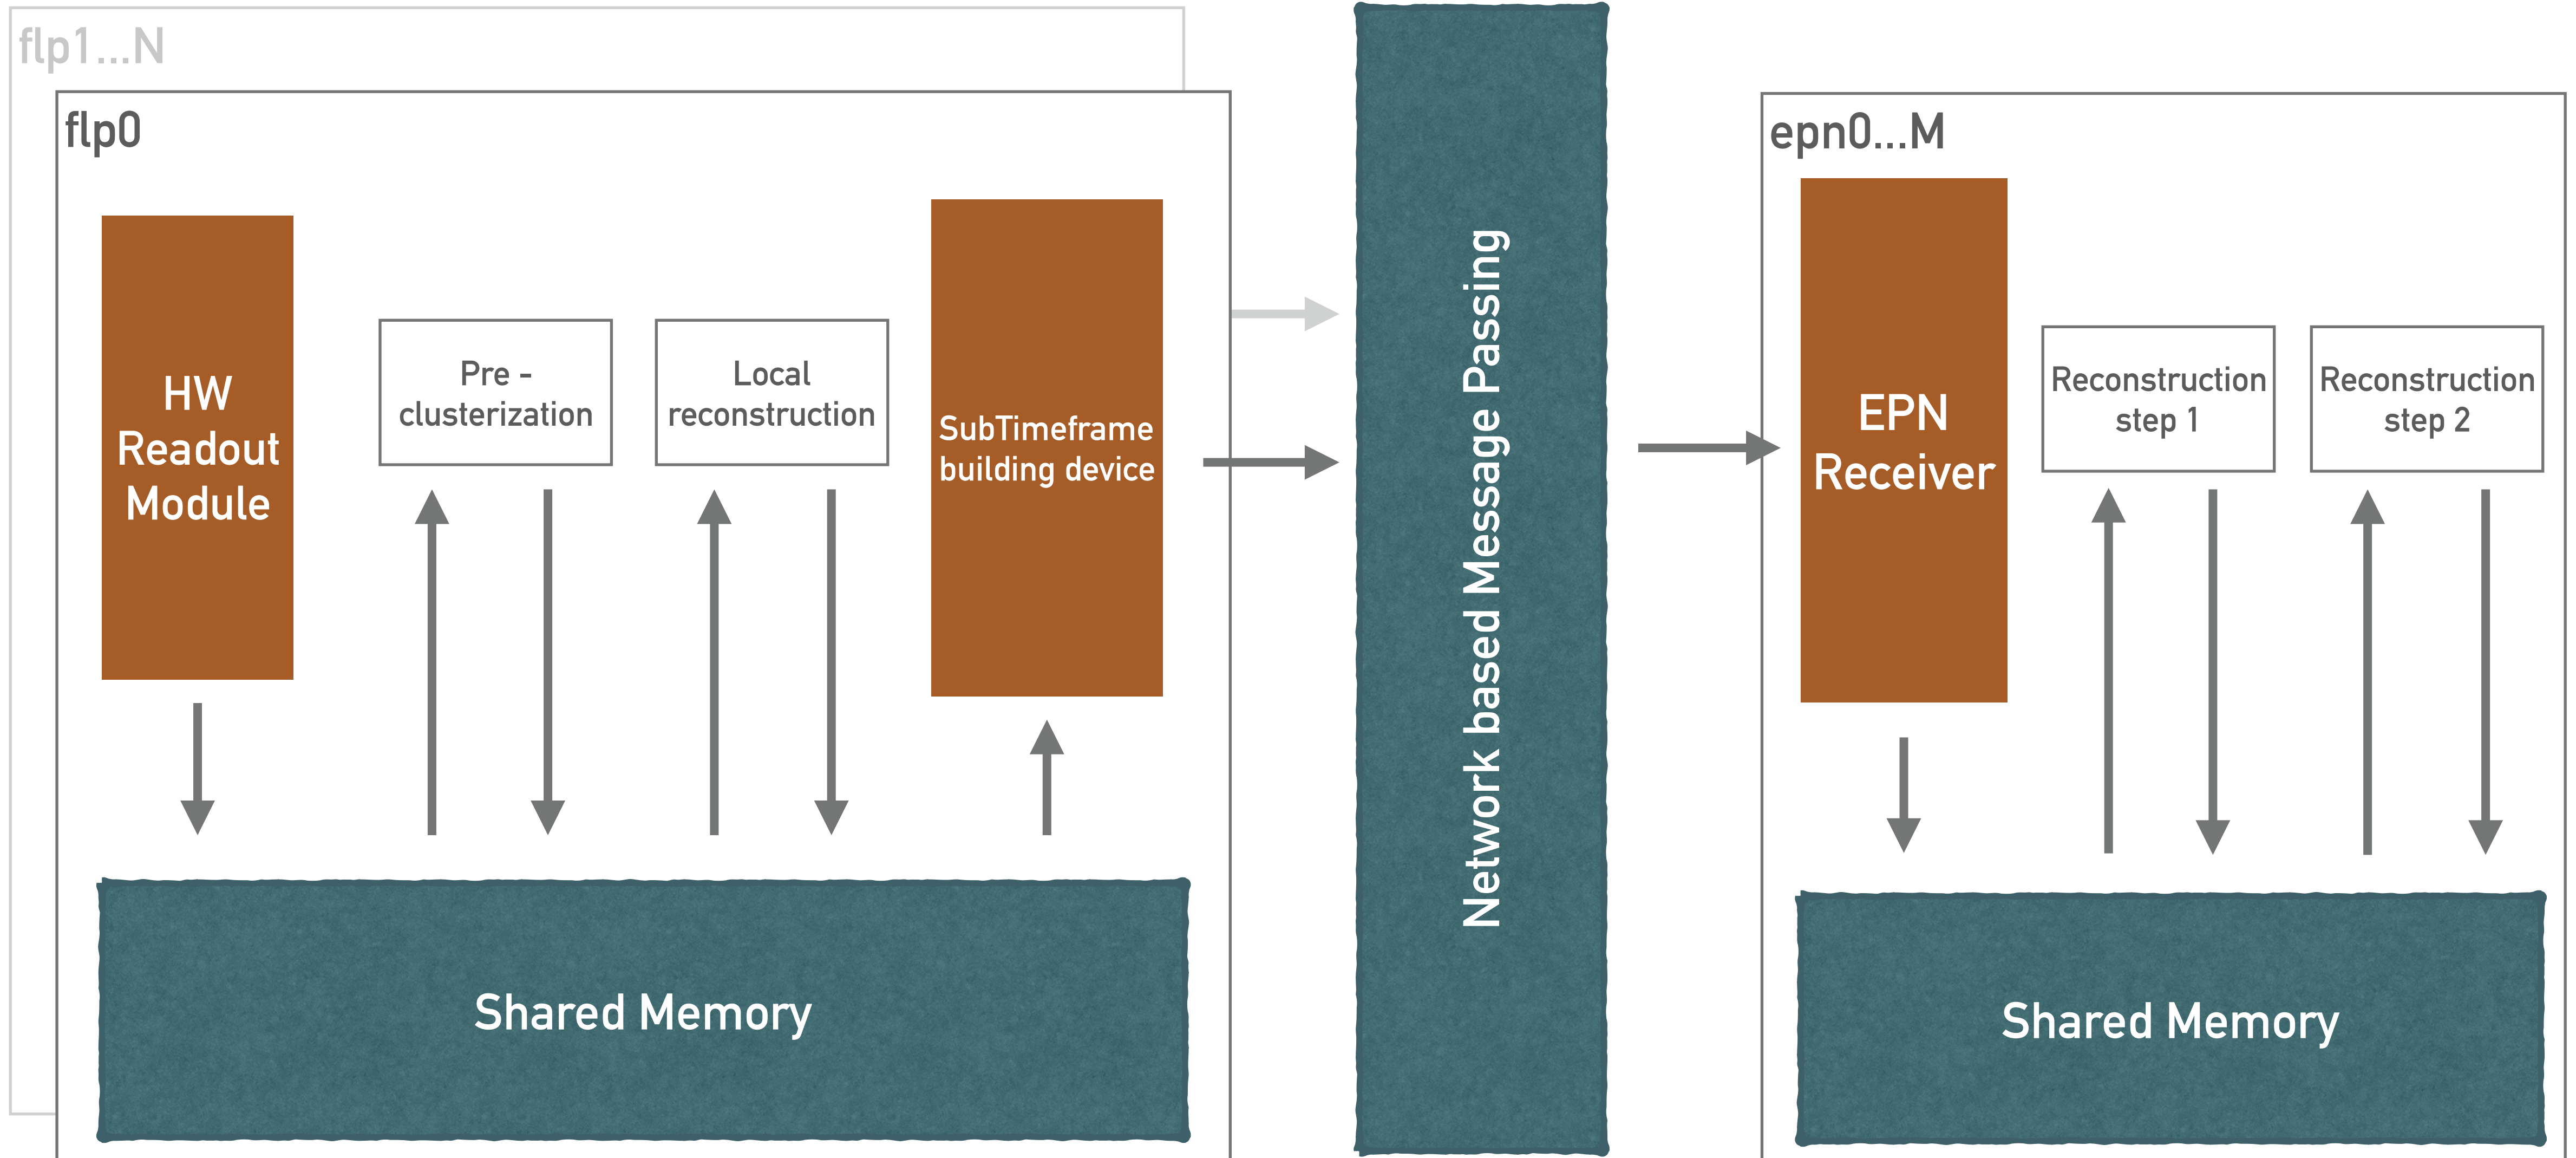 flp1...N
flp0
HW
Readout
Module
Pre -
clusterization
Local
reconstruction
SubTimeframe
building device
Shared Memory
Network based Message Passing
epn0...M
EPN
Receiver
Reconstruction
step 1
Reconstruction
step 2
Shared Memory